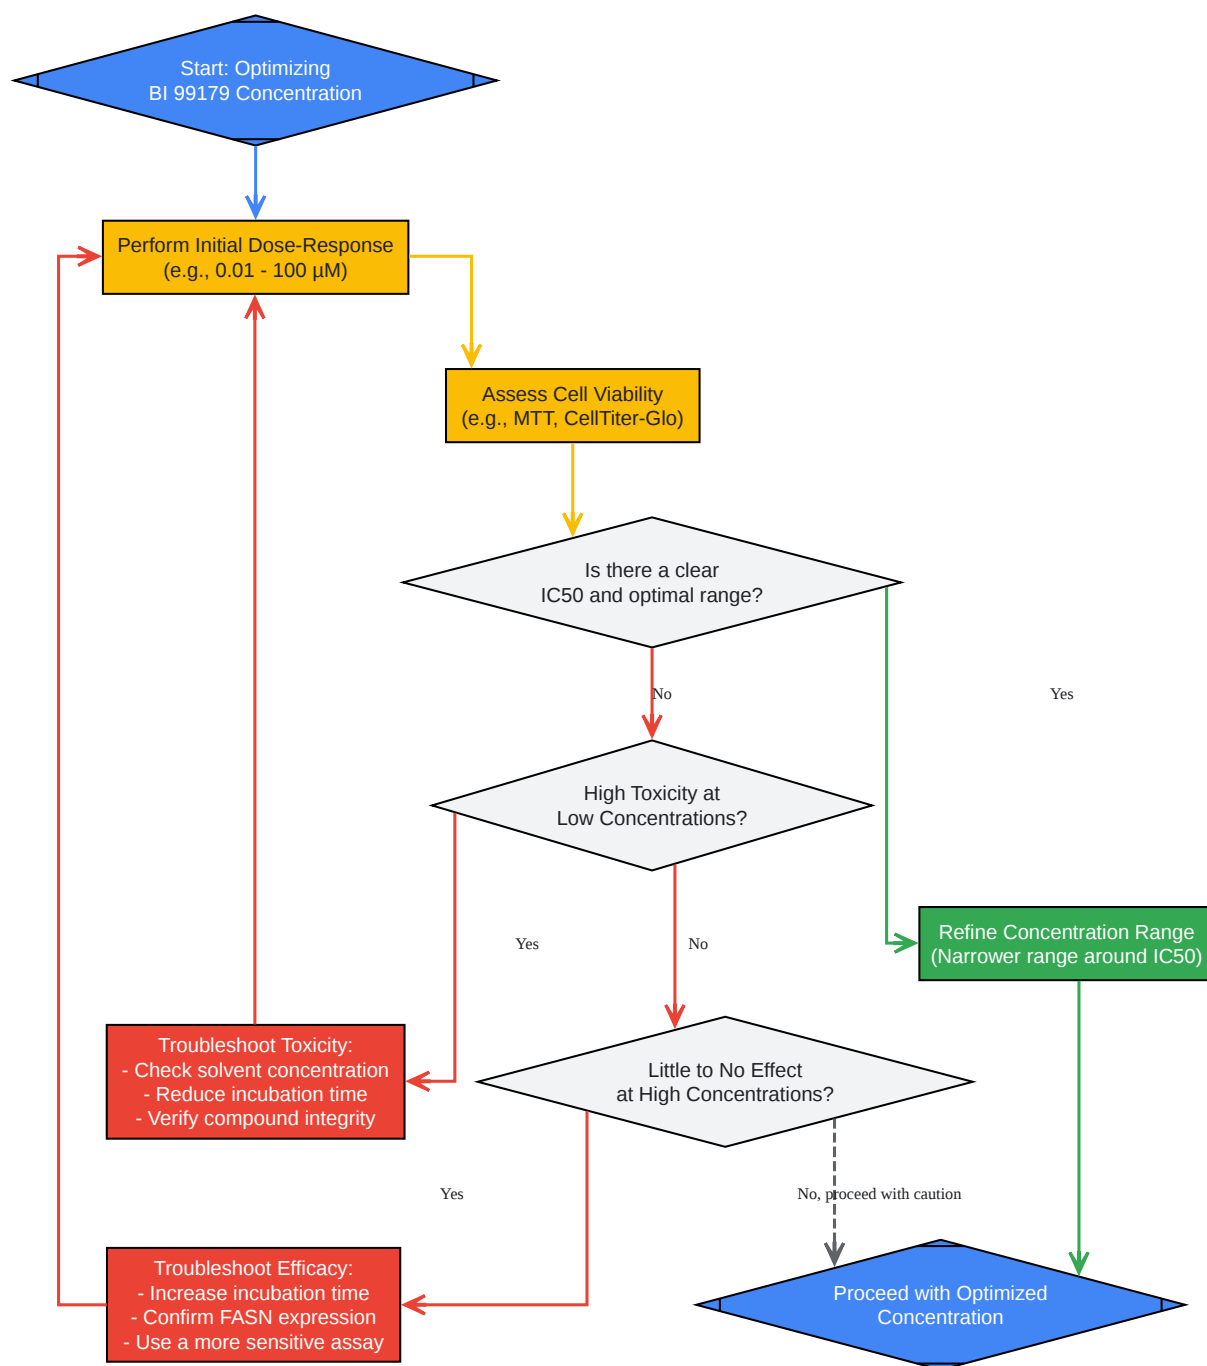 Start: Optimizing
BI 99179 Concentration
Perform Initial Dose-Response
(e.g., 0.01 - 100 µM)
Assess Cell Viability
(e.g., MTT, CellTiter-Glo)
Is there a clear
IC50 and optimal range?
No
Yes
High Toxicity at
Low Concentrations?
Yes
No
Refine Concentration Range
(Narrower range around IC50)
Troubleshoot Toxicity:
- Check solvent concentration
- Reduce incubation time
- Verify compound integrity
Little to No Effect
at High Concentrations?
Yes
No, proceed with caution
Troubleshoot Efficacy:
- Increase incubation time
- Confirm FASN expression
- Use a more sensitive assay
Proceed with Optimized
Concentration